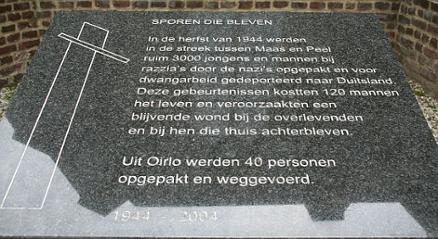 SPOREN DIE BLEVEN
In de herfst van 1944 werden
in de streek tussen Maas en Peel
ruim 3000 jongens en mannen bij
razzia's door de nazi's opgepakt en voor
dwangarbeid gedeporteerd naar Duitsland.
Deze gebeurtenissen kostten 120 mannen
het leven en veroorzaakten een
blijvende wond bij de overlevenden
en bij hen die thuis achterbleven.
Uit Oirlo werden 40 personen
opgepakt en weggevoerd.
1944 - 2004